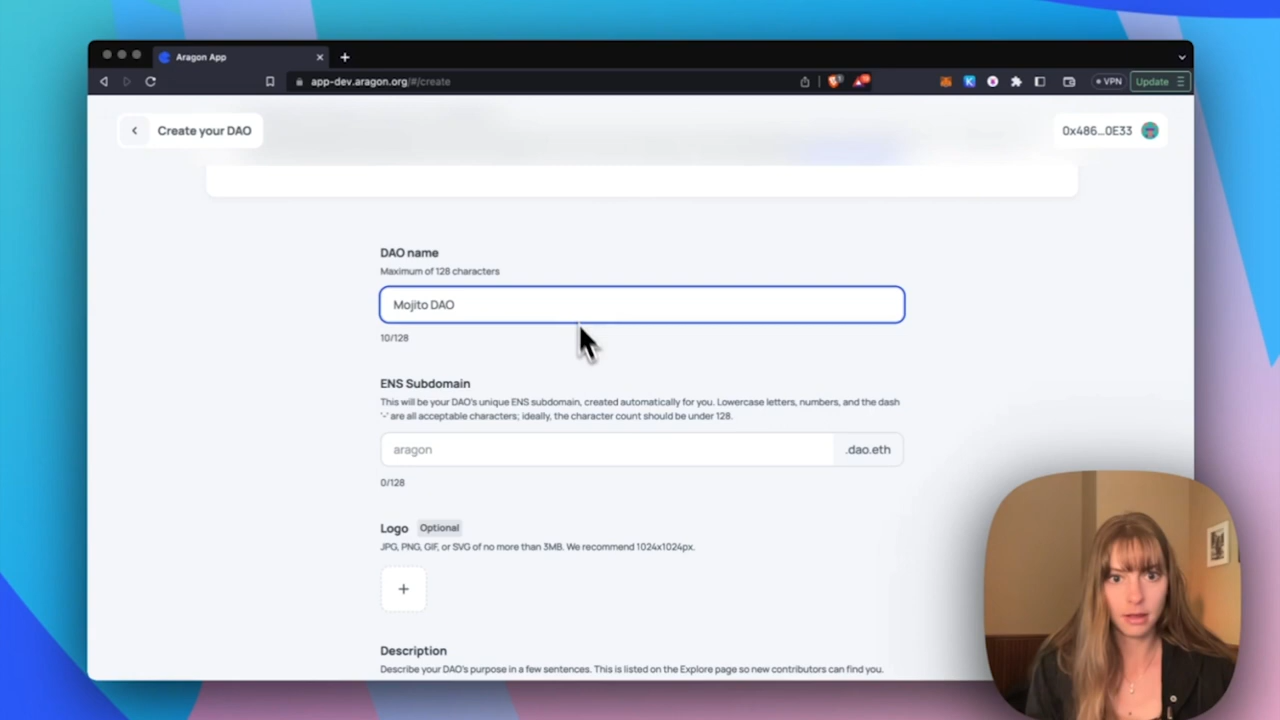 Aragon App
app-dev.aragon.org/#/create
VPN
Update
Create your DAO
0x486...0E33
DAO name
Maximum of 128 characters
Mojito DAO
10/128
ENS Subdomain
This will be your DAO's unique ENS subdomain, created automatically for you. Lowercase letters, numbers, and the dash
'-' are all acceptable characters; ideally, the character count should be under 128.
aragon
.dao.eth
0/128
Logo Optional
JPG, PNG, GIF, or SVG of no more than 3MB. We recommend 1024x1024px.
Description
Describe your DAO's purpose in a few sentences. This is listed on the Explore page so new contributors can find you.